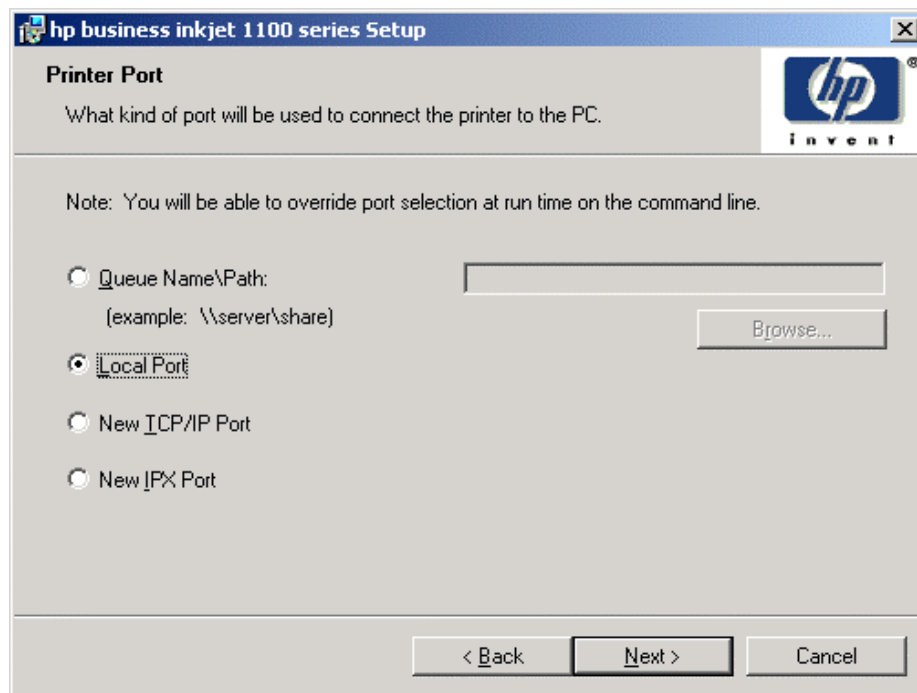 hp business inkjet 1100 series Setup
Printer Port
What kind of port will be used to connect the printer to the PC.
hp
®
invent
Note: You will be able to override port selection at run time on the command line.
Queue Name\Path:
(example: \\server\share)
Browse...
Local Port
New TCP/IP Port
New IPX Port
< Back
Next >
Cancel